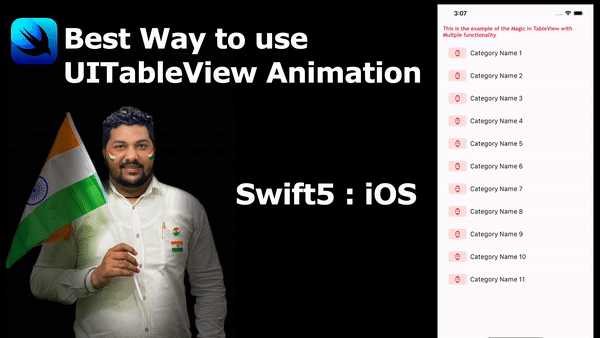 Best Way to use
UITableView Animation
Swift5 : iOS
3:07
This is the example of the Magic In TableView with
Multple functionality
Category Name 1
Category Name 2
Category Name 3
Category Name 4
Category Name 5
Category Name 6
Category Name 7
Category Name 8
Category Name 9
Category Name 10
Category Name 11